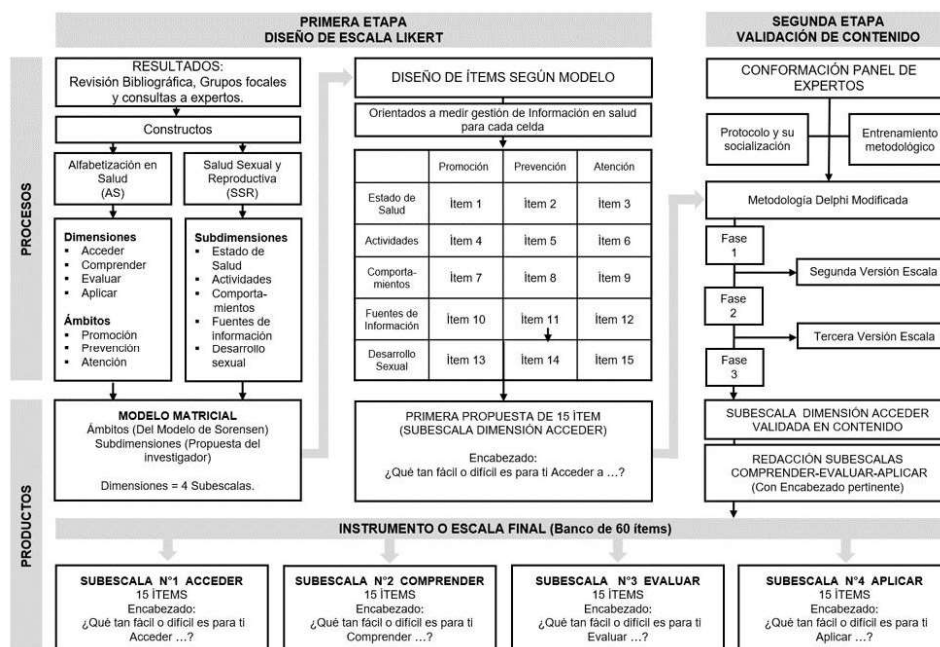 PRIMERA ETAPA
DISEÑO DE ESCALA LIKERT
SEGUNDA ETAPA
VALIDACIÓN DE CONTENIDO
PROCESOS
RESULTADOS:
Revisión Bibliográfica, Grupos focales
y consultas a expertos.
Constructos
Alfabetización en
Salud
(AS)
Salud Sexual y
Reproductiva
(SSR)
Dimensiones
▪ Acceder
▪ Comprender
▪ Evaluar
▪ Aplicar
Ámbitos
▪ Promoción
▪ Prevención
▪ Atención
Subdimensiones
▪ Estado de
Salud
▪ Actividades
▪ Comporta-
mientos
▪ Fuentes de
información
▪ Desarrollo
sexual
DISEÑO DE ÍTEMS SEGÚN MODELO
Orientados a medir gestión de Información en salud
para cada celda
Promoción Prevención Atención
Estado de
Salud
Ítem 1 Ítem 2 Ítem 3
Actividades Ítem 4 Ítem 5 Ítem 6
Comporta-
mientos
Ítem 7 Ítem 8 Ítem 9
Fuentes de
Información
Ítem 10 Ítem 11 Ítem 12
Desarrollo
Sexual
Ítem 13 Ítem 14 Ítem 15
CONFORMACIÓN PANEL DE
EXPERTOS
Protocolo y su
socialización
Entrenamiento
metodológico
Metodología Delphi Modificada
Fase
1
Segunda Versión Escala
Fase
2
Tercera Versión Escala
Fase
3
PRODUCTOS
MODELO MATRICIAL
Ámbitos (Del Modelo de Sorensen)
Subdimensiones (Propuesta del
investigador)
Dimensiones = 4 Subescalas.
PRIMERA PROPUESTA DE 15 ÍTEM
(SUBESCALA DIMENSIÓN ACCEDER)
Encabezado:
¿Qué tan fácil o difícil es para ti Acceder a …?
SUBESCALA DIMENSIÓN ACCEDER
VALIDADA EN CONTENIDO
REDACCIÓN SUBESCALAS
COMPRENDER-EVALUAR-APLICAR
(Con Encabezado pertinente)
INSTRUMENTO O ESCALA FINAL (Banco de 60 ítems)
SUBESCALA N°1 ACCEDER
15 ÍTEMS
Encabezado:
¿Qué tan fácil o difícil es para ti
Acceder …?
SUBESCALA N°2 COMPRENDER
15 ÍTEMS
Encabezado:
¿Qué tan fácil o difícil es para ti
Comprender …?
SUBESCALA N°3 EVALUAR
15 ÍTEMS
Encabezado:
¿Qué tan fácil o difícil es para ti
Evaluar …?
SUBESCALA N°4 APLICAR
15 ÍTEMS
Encabezado:
¿Qué tan fácil o difícil es para ti
Aplicar …?